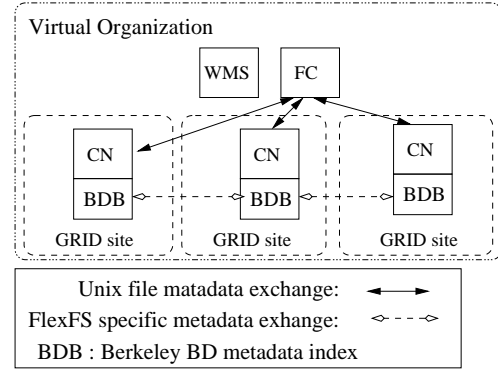 Virtual Organization
WMS FC
CN CN CN
BDB BDB BDB
GRID site GRID site GRID site
Unix file matadata exchange:
FlexFS specific metadata exhange:
BDB : Berkeley BD metadata index